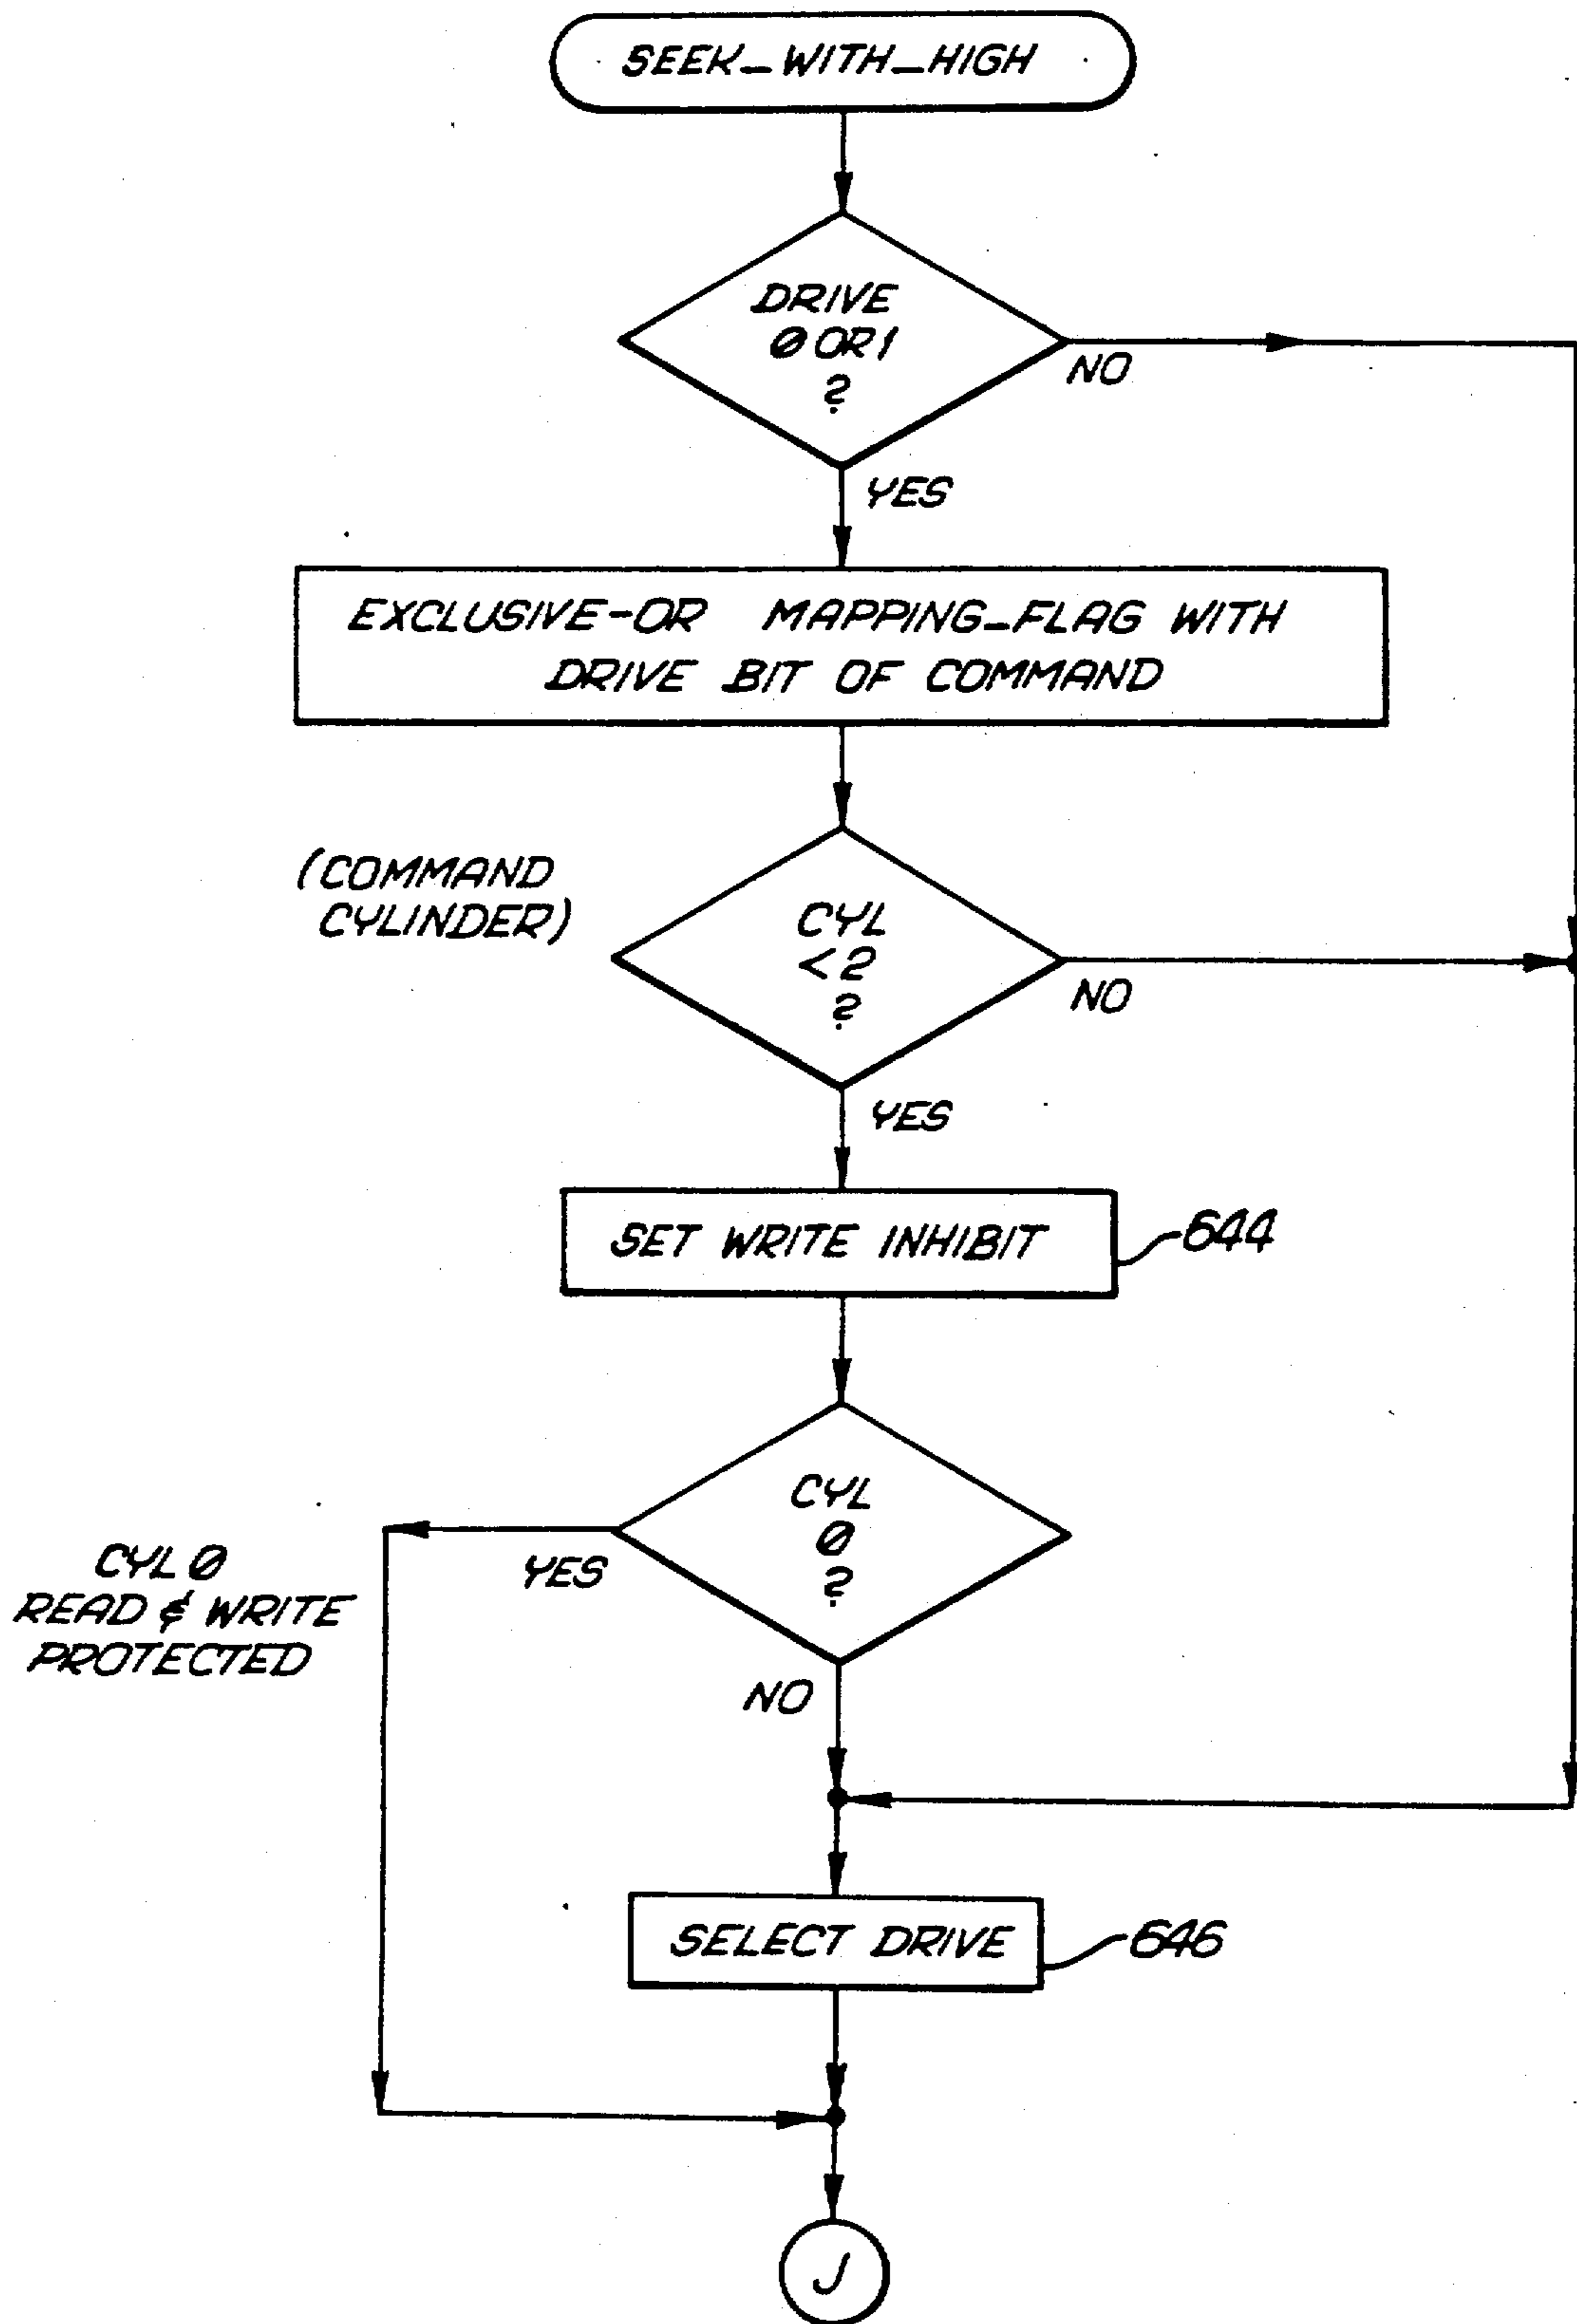 SEEK_WITH_HIGH
DRIVE
Ø OR 1
?
NO
YES
EXCLUSIVE-OR MAPPING_FLAG WITH
DRIVE BIT OF COMMAND
(COMMAND
CYLINDER)
CYL
<2
?
NO
YES
SET WRITE INHIBIT
644
CYL
Ø
?
YES
CYL Ø
READ & WRITE
PROTECTED
NO
SELECT DRIVE
646
J